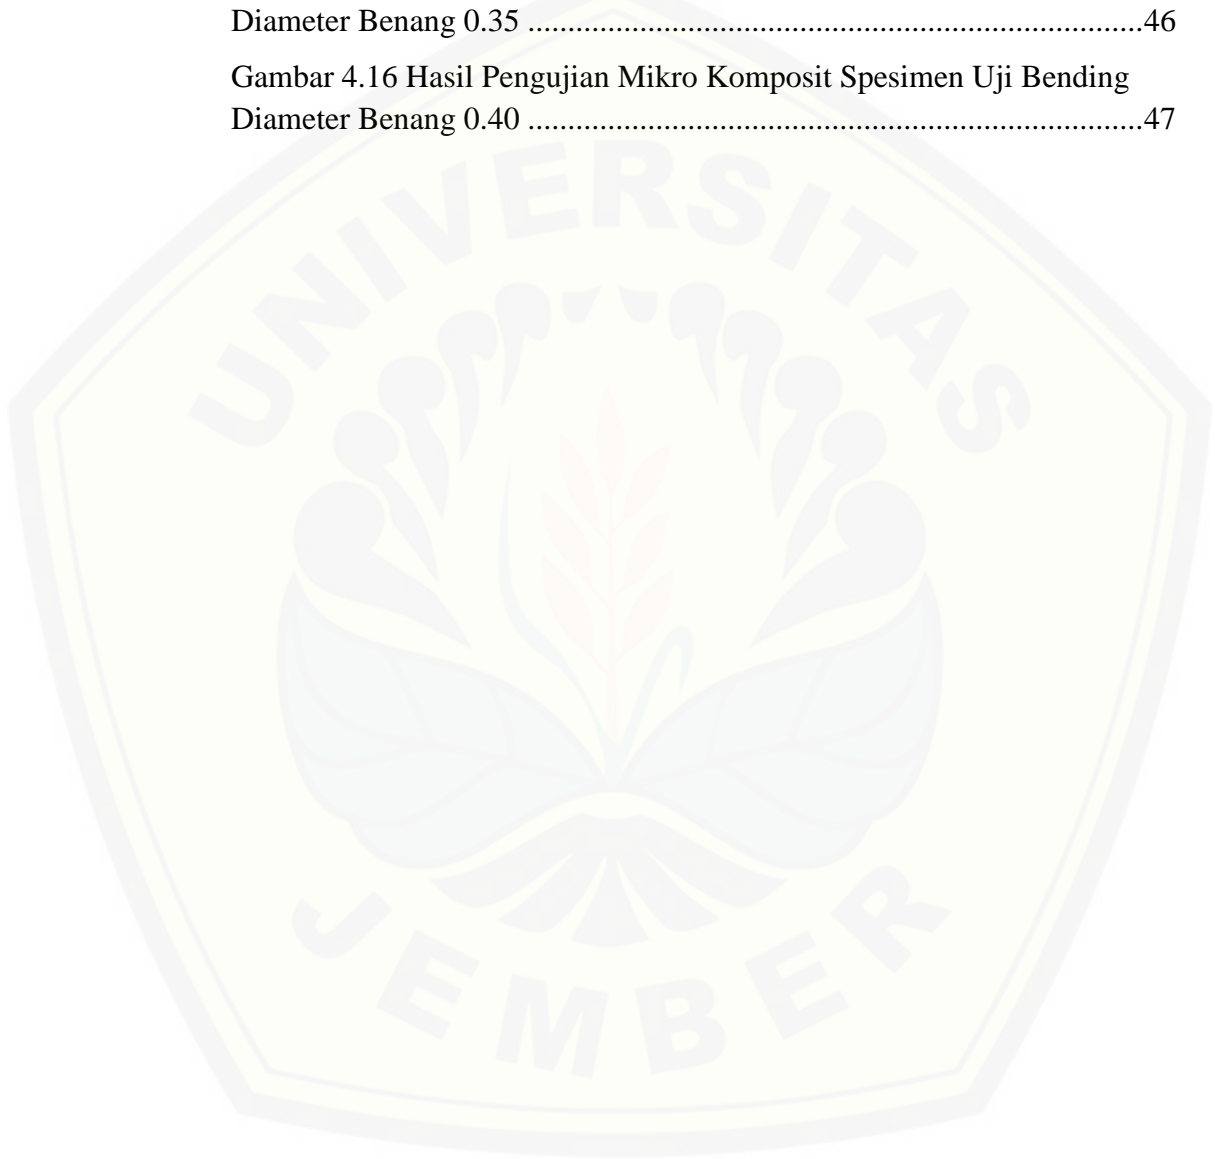 Diameter Benang 0.35 .............................................................................46
Gambar 4.16 Hasil Pengujian Mikro Komposit Spesimen Uji Bending
Diameter Benang 0.40 .............................................................................47
UNIVERSITAS
JEMBER